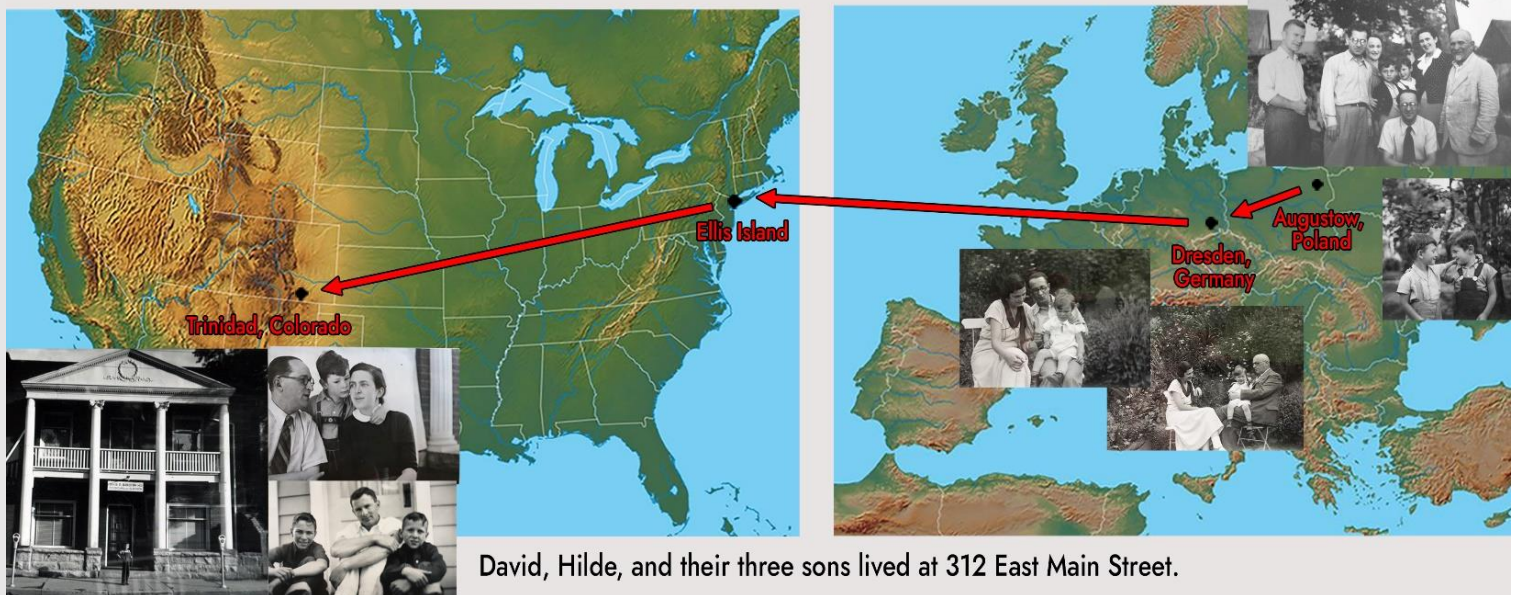 Ellis Island
Trinidad, Colorado
Augustow,
Poland
Dresden,
Germany
David, Hilde, and their three sons lived at 312 East Main Street.